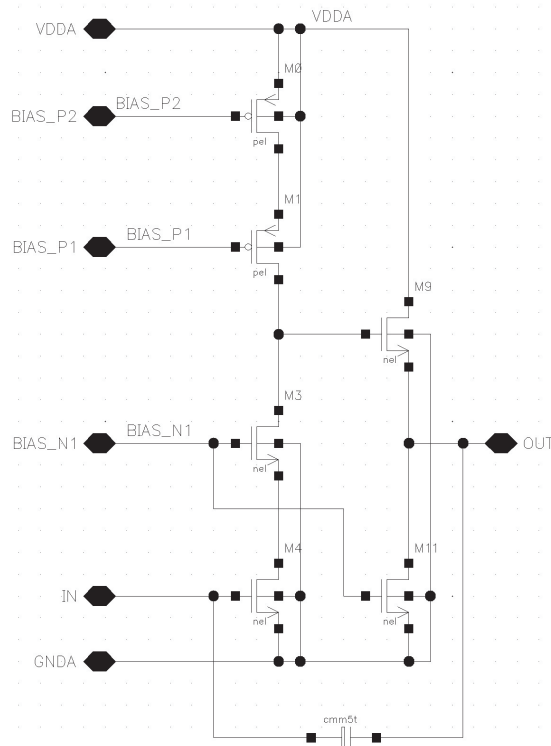 VDDA
VDDA
MØ
BIAS_P2
BIAS_P2
pel
M1
BIAS_P1
BIAS_P1
pel
M9
nel
M3
BIAS_N1
BIAS_N1
OUT
nel
M4
M11
IN
nel
nel
GNDA
cmm5t